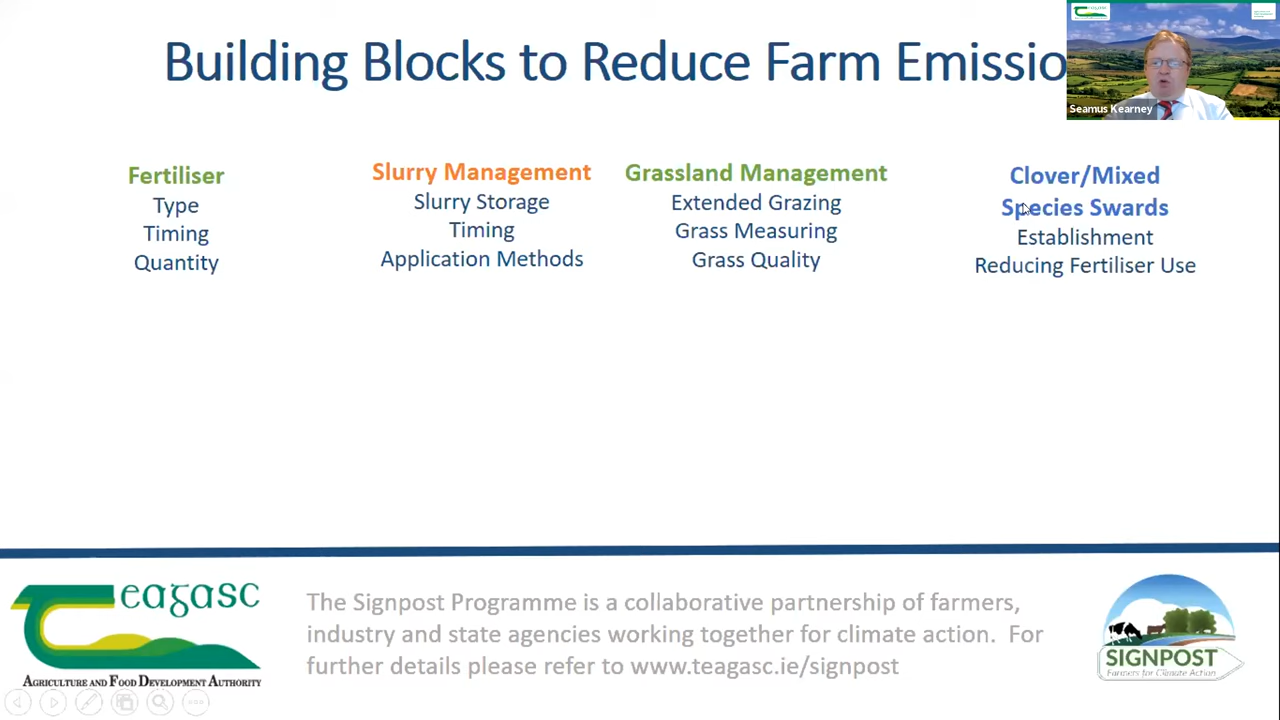 Building Blocks to Reduce Farm Emissio
Seamus Kearney
Fertiliser
Type
Timing
Quantity
Slurry Management
Slurry Storage
Timing
Application Methods
Grassland Management
Extended Grazing
Grass Measuring
Grass Quality
Clover/Mixed
Species Swards
Establishment
Reducing Fertiliser Use
eagasc
AGRICULTURE AND FOOD DEVELOPMENT AUTHORITY
The Signpost Programme is a collaborative partnership of farmers,
industry and state agencies working together for climate action. For
further details please refer to www.teagasc.ie/signpost
SIGNPOST
Farmers for Climate Action